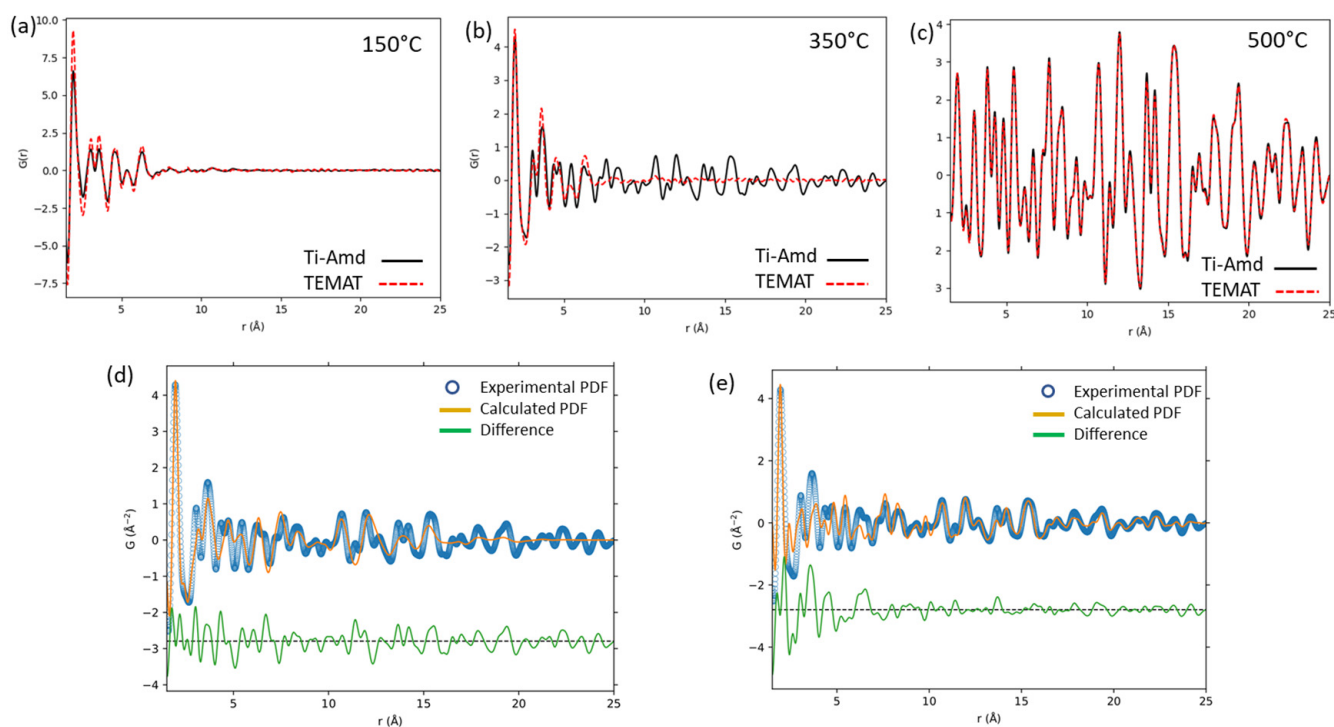 (a)
150°C
10.0
7.5
5.0
2.5
0.0
-2.5
-5.0
-7.5
G(r)
Ti-Amd
TEMAT
5
10
15
20
25
r (Å)
(b)
350°C
4
3
2
1
0
-1
-2
-3
G(r)
Ti-Amd
TEMAT
5
10
15
20
25
r (Å)
(c)
500°C
4
3
2
1
0
1
2
3
Ti-Amd
TEMAT
5
10
15
20
25
r (Å)
(d)
Experimental PDF
Calculated PDF
Difference
4
3
2
1
0
−1
−2
−3
−4
G (Å⁻²)
5
10
15
20
25
r (Å)
(e)
Experimental PDF
Calculated PDF
Difference
4
2
0
−2
−4
G (Å⁻²)
5
10
15
20
25
r (Å)